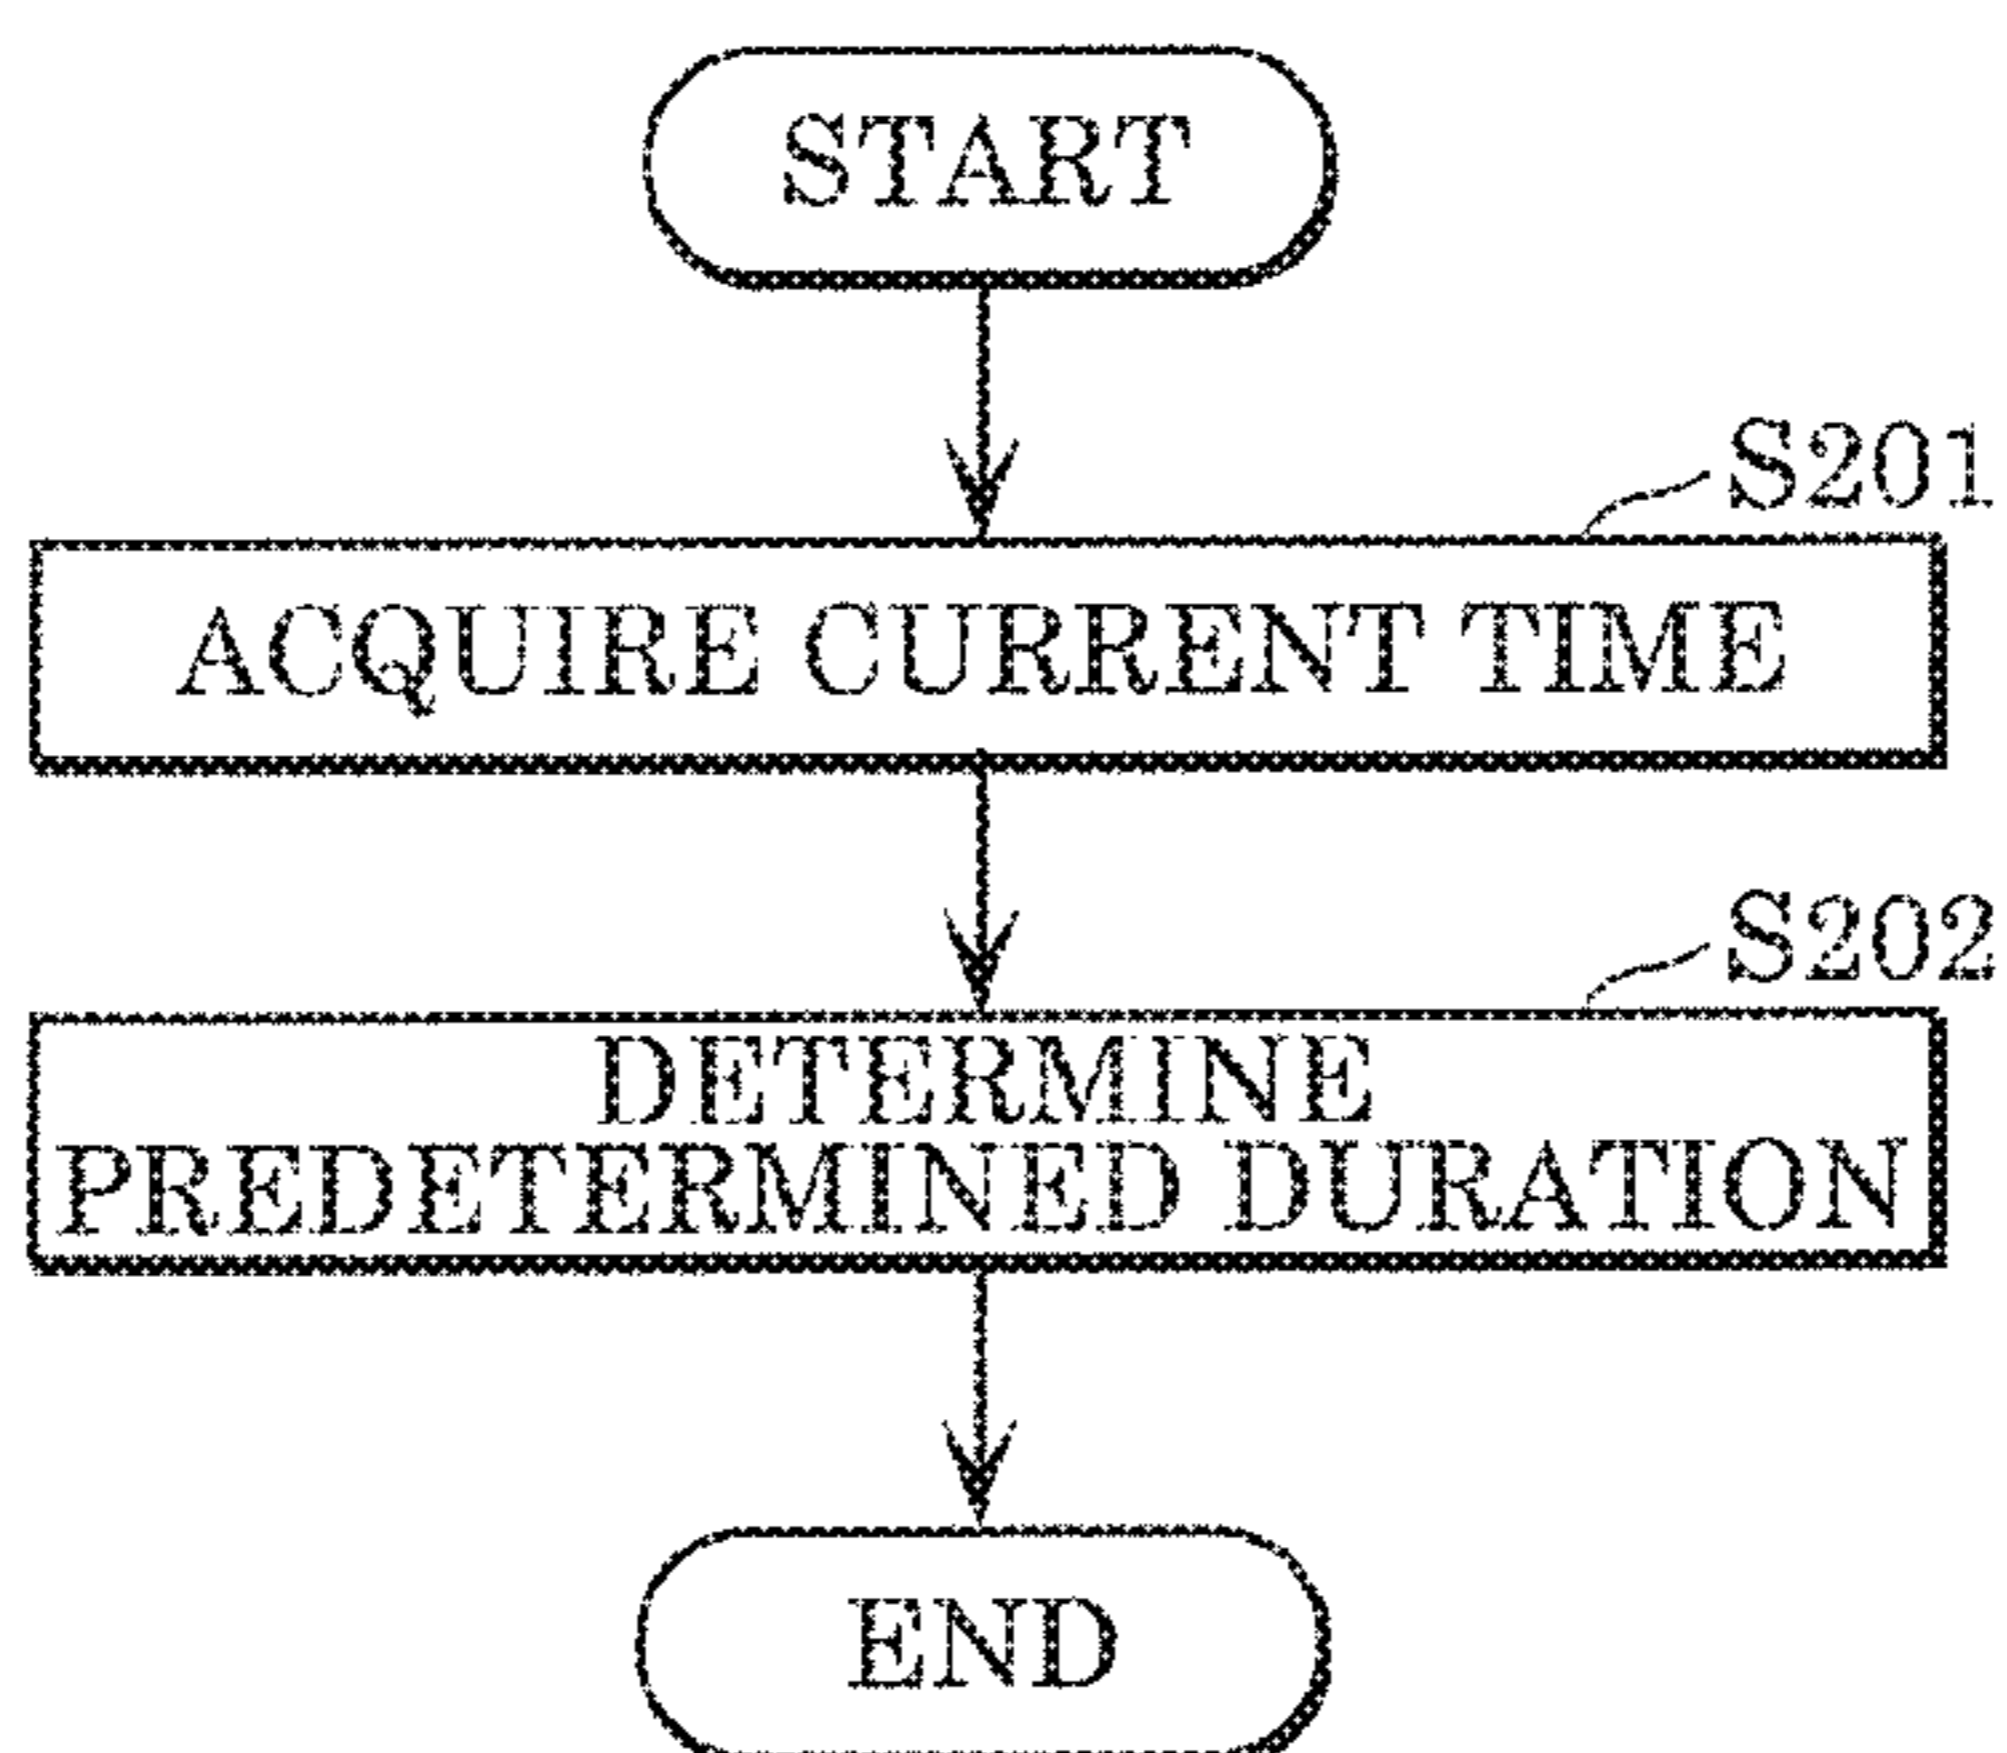 START
S201
ACQUIRE CURRENT TIME
S202
DETERMINE
PREDETERMINED DURATION
END